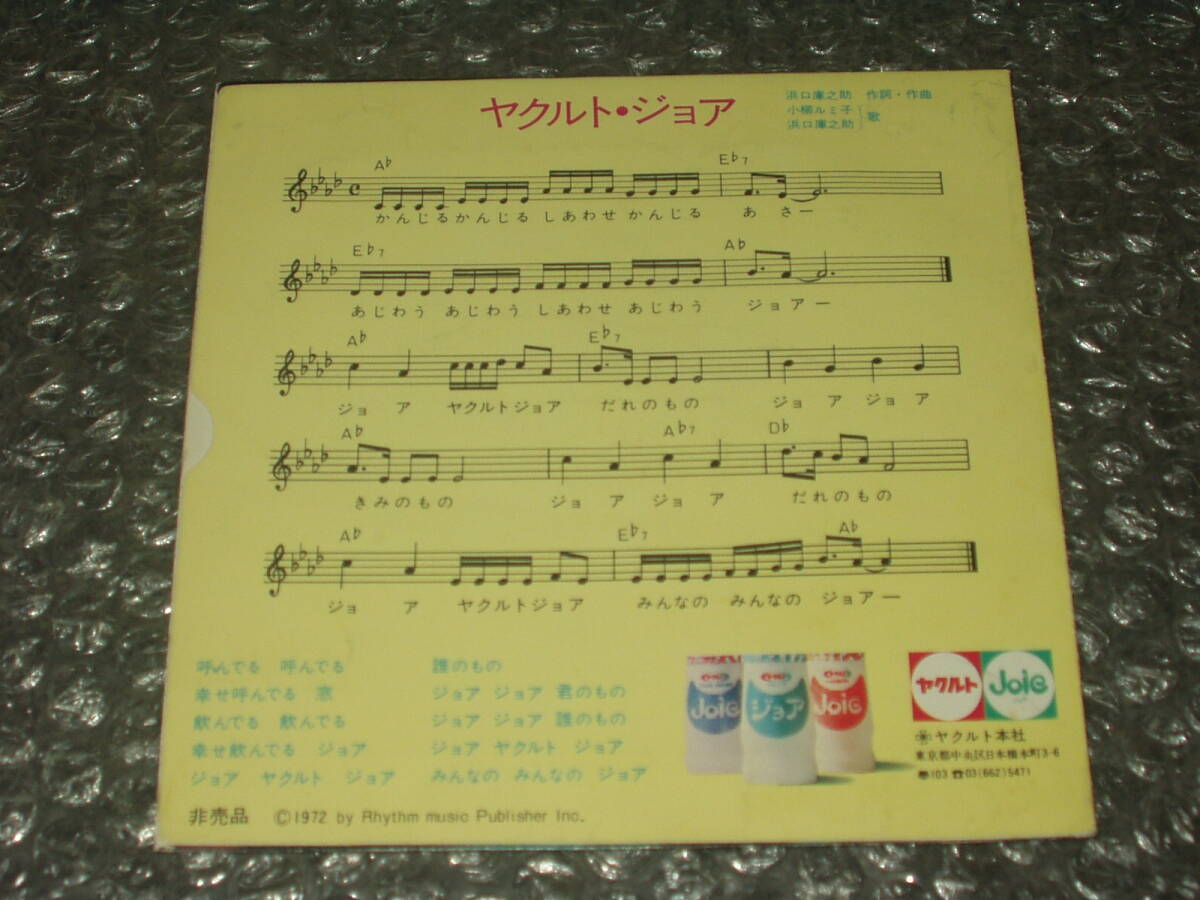 ヤクルト・ジョア
浜口庫之助 作詞・作曲
小柳ルミ子
浜口庫之助 歌
A♭ E♭7
かんじるかんじる しあわせ かんじる あ さー
E♭7 A♭
あじわう あじわう しあわせ あじわう ジョアー
A♭ E♭7
ジョ ア ヤクルトジョア だれのもの ジョ ア ジョ ア
A♭ A♭7 D♭
きみのもの ジョ ア ジョ ア だれのもの
A♭ E♭7 A♭
ジョ ア ヤクルトジョア みんなの みんなの ジョアー
呼んでる 呼んでる
幸せ呼んでる 窓
飲んでる 飲んでる
幸せ飲んでる ジョア
ジョア ヤクルト ジョア
誰のもの
ジョア ジョア 君のもの
ジョア ジョア 誰のもの
ジョア ヤクルト ジョア
みんなの みんなの ジョア
Joie
ジョア
Joie
ヤクルト
Joie
ヤクルト本社
東京都中央区日本橋本町3-6
103 ☎03(662)5471
非売品 ©1972 by Rhythm music Publisher Inc.